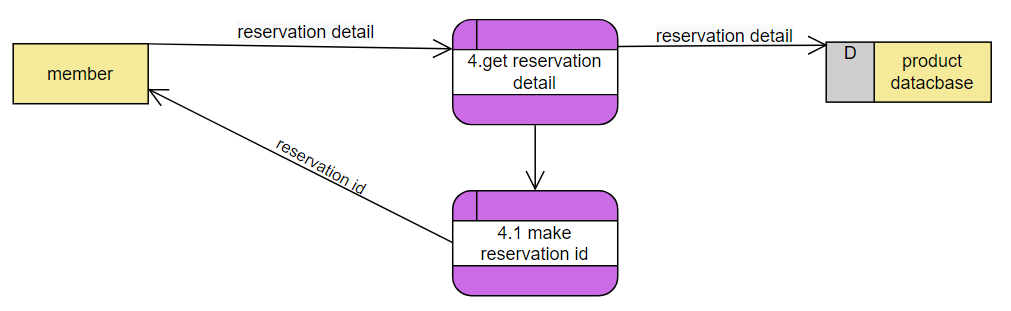 reservation detail
reservation detail
member
4.get reservation
detail
D
product
datacbase
reservation id
4.1 make
reservation id